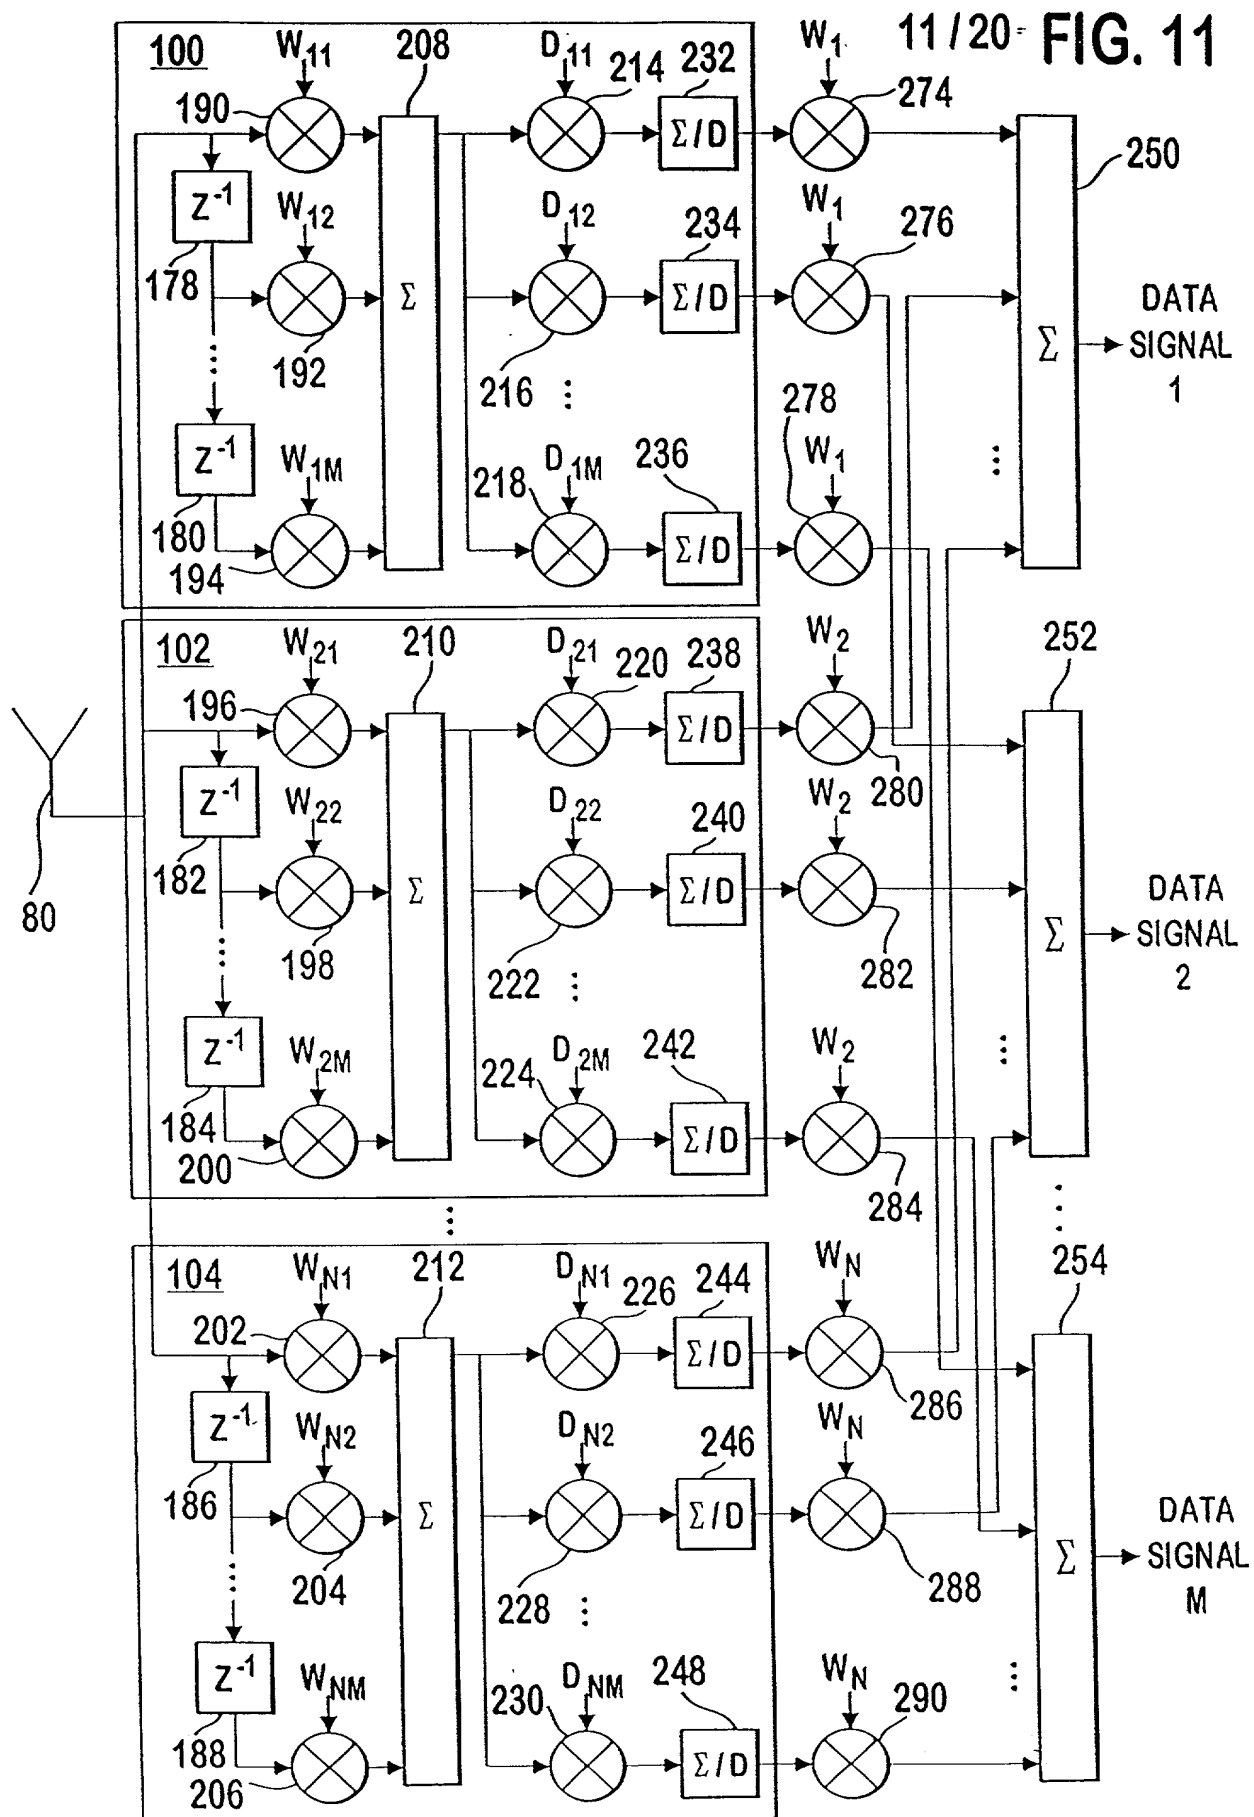 11/20 FIG. 11
100 W11 208 D11 214 232 W1 274
190 Σ/D 250
Z-1 W12 D12 234 W1 276
178 Σ Σ/D DATA
192 Σ SIGNAL
216 278 1
Z-1 W1M D1M 236 W1
180 218 Σ/D
194
102 W21 210 D21 220 238 W2 252
196 Σ/D
Z-1 W22 D22 240 W2 280
182 Σ Σ/D DATA
80 198 Σ SIGNAL
222 282 2
Z-1 W2M D2M 242 W2
184 224 Σ/D
200 284
104 WN1 212 DN1 226 244 WN 254
202 Σ/D
Z-1 WN2 DN2 246 WN 286
186 Σ Σ/D DATA
204 Σ SIGNAL
228 288 M
Z-1 WNM DNM 248 WN 290
188 230 Σ/D
206